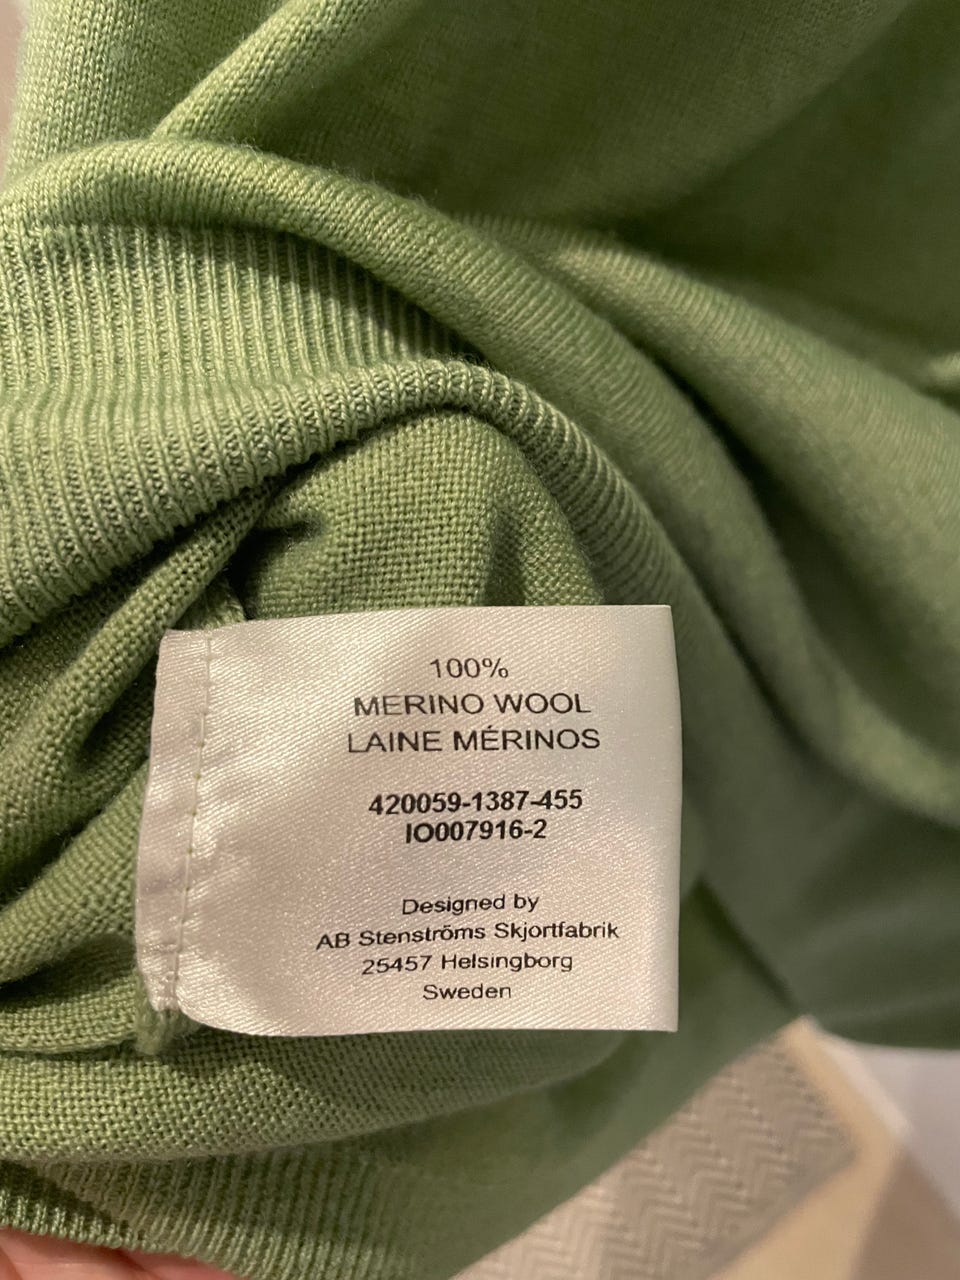 100%
MERINO WOOL
LAINE MÉRINOS
420059-1387-455
IO007916-2
Designed by
AB Stenströms Skjortfabrik
25457 Helsingborg
Sweden